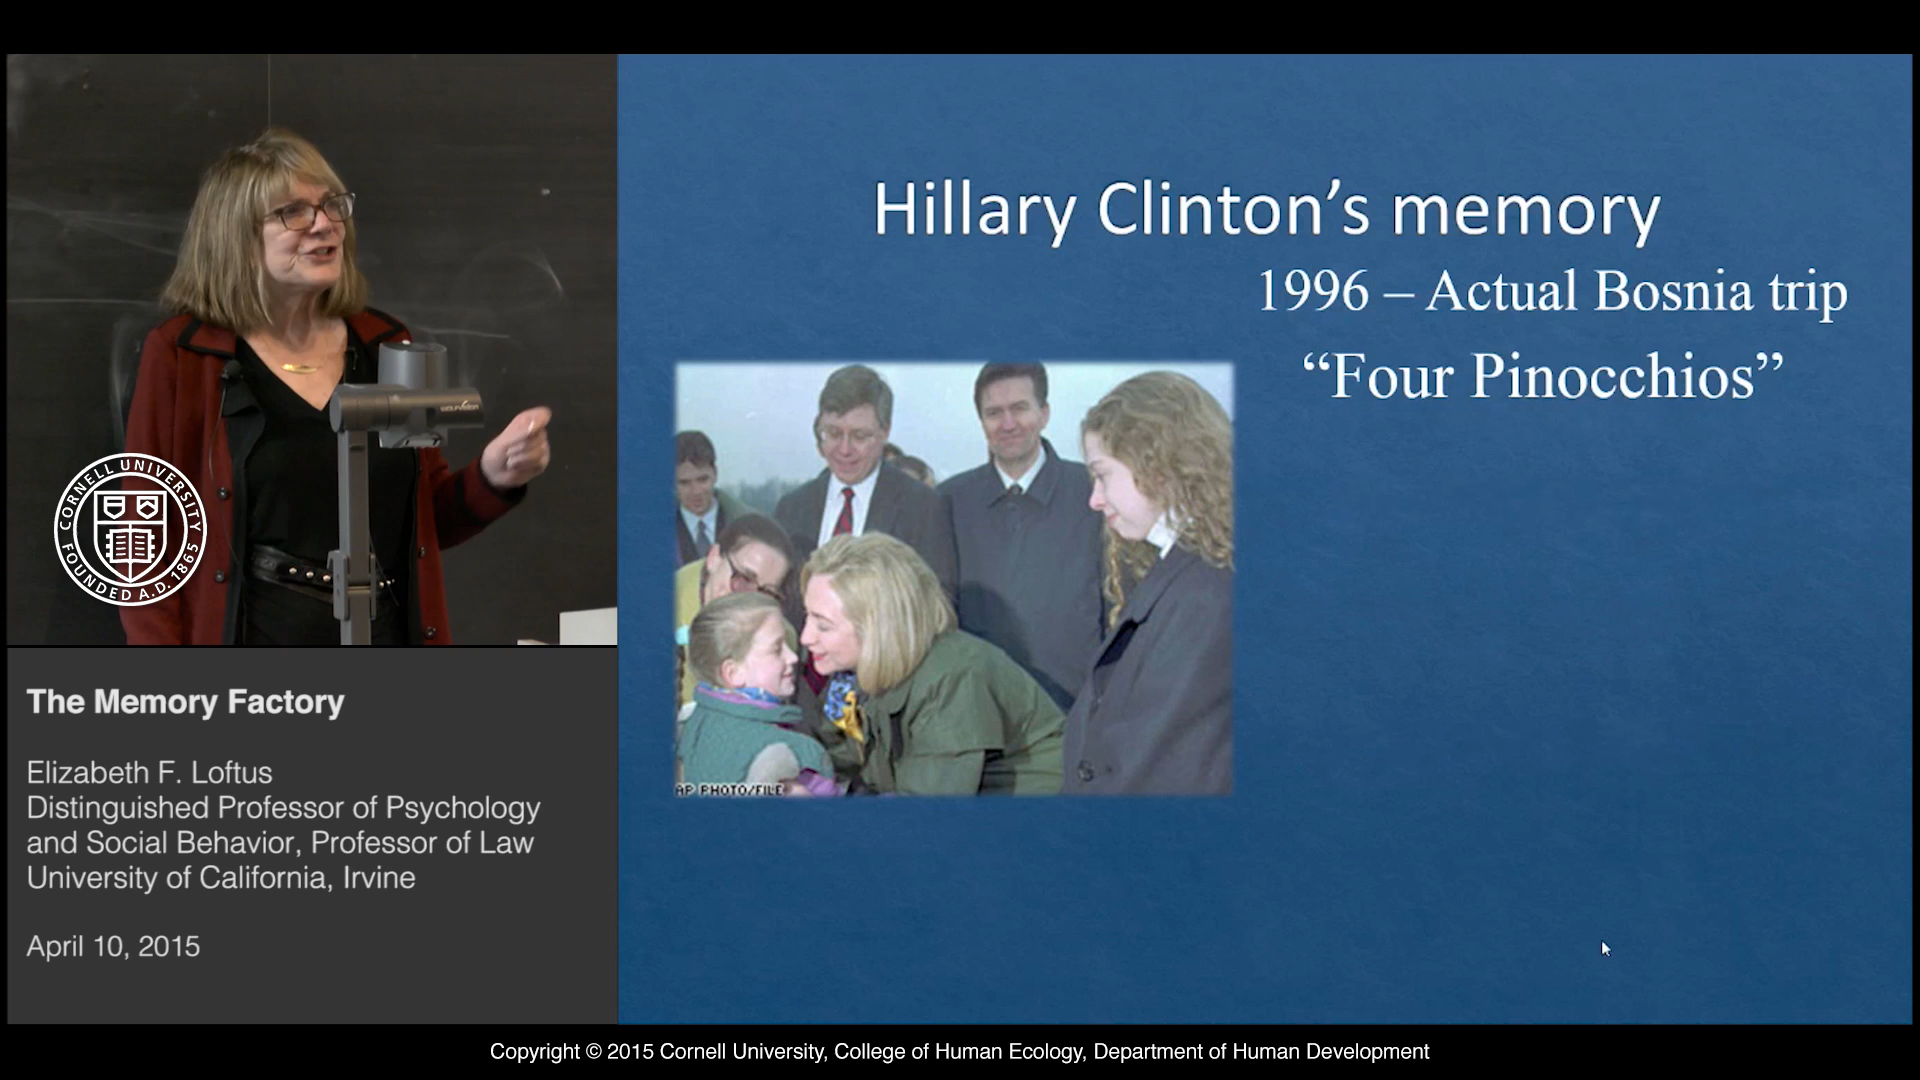 Hillary Clinton’s memory
1996 – Actual Bosnia trip
“Four Pinocchios”
AP PHOTO/FILE
wolfvision
CORNELL UNIVERSITY
FOUNDED A.D. 1865
The Memory Factory
Elizabeth F. Loftus
Distinguished Professor of Psychology
and Social Behavior, Professor of Law
University of California, Irvine
April 10, 2015
Copyright © 2015 Cornell University, College of Human Ecology, Department of Human Development